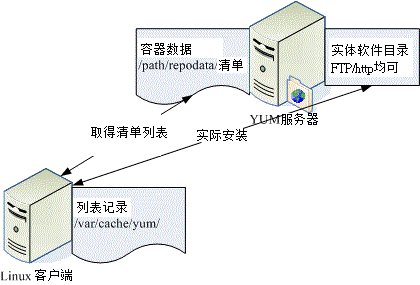 容器数据
/path/repodata/清单
实体软件目录
FTP/http均可
YUM服务器
取得清单列表
实际安装
列表记录
/var/cache/yum/
Linux 客户端